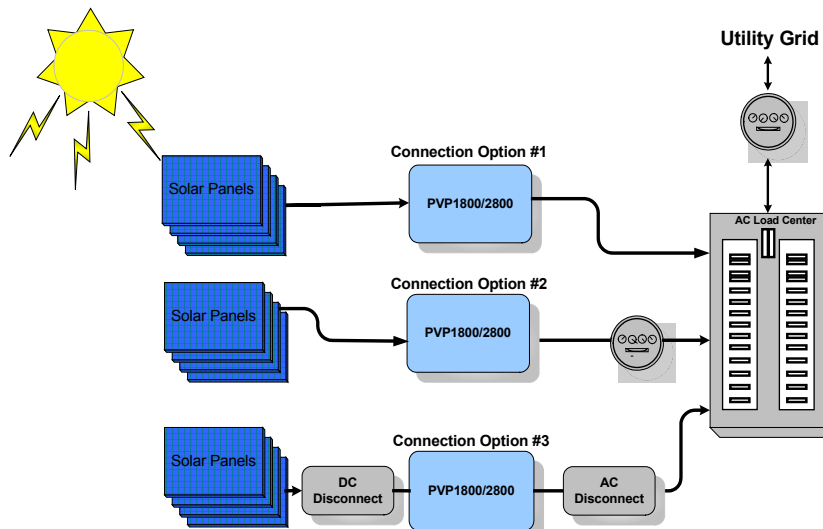 Utility Grid
Connection Option #1
Solar Panels
PVP1800/2800
AC Load Center
Connection Option #2
Solar Panels
PVP1800/2800
Connection Option #3
Solar Panels
DC
Disconnect
PVP1800/2800
AC
Disconnect